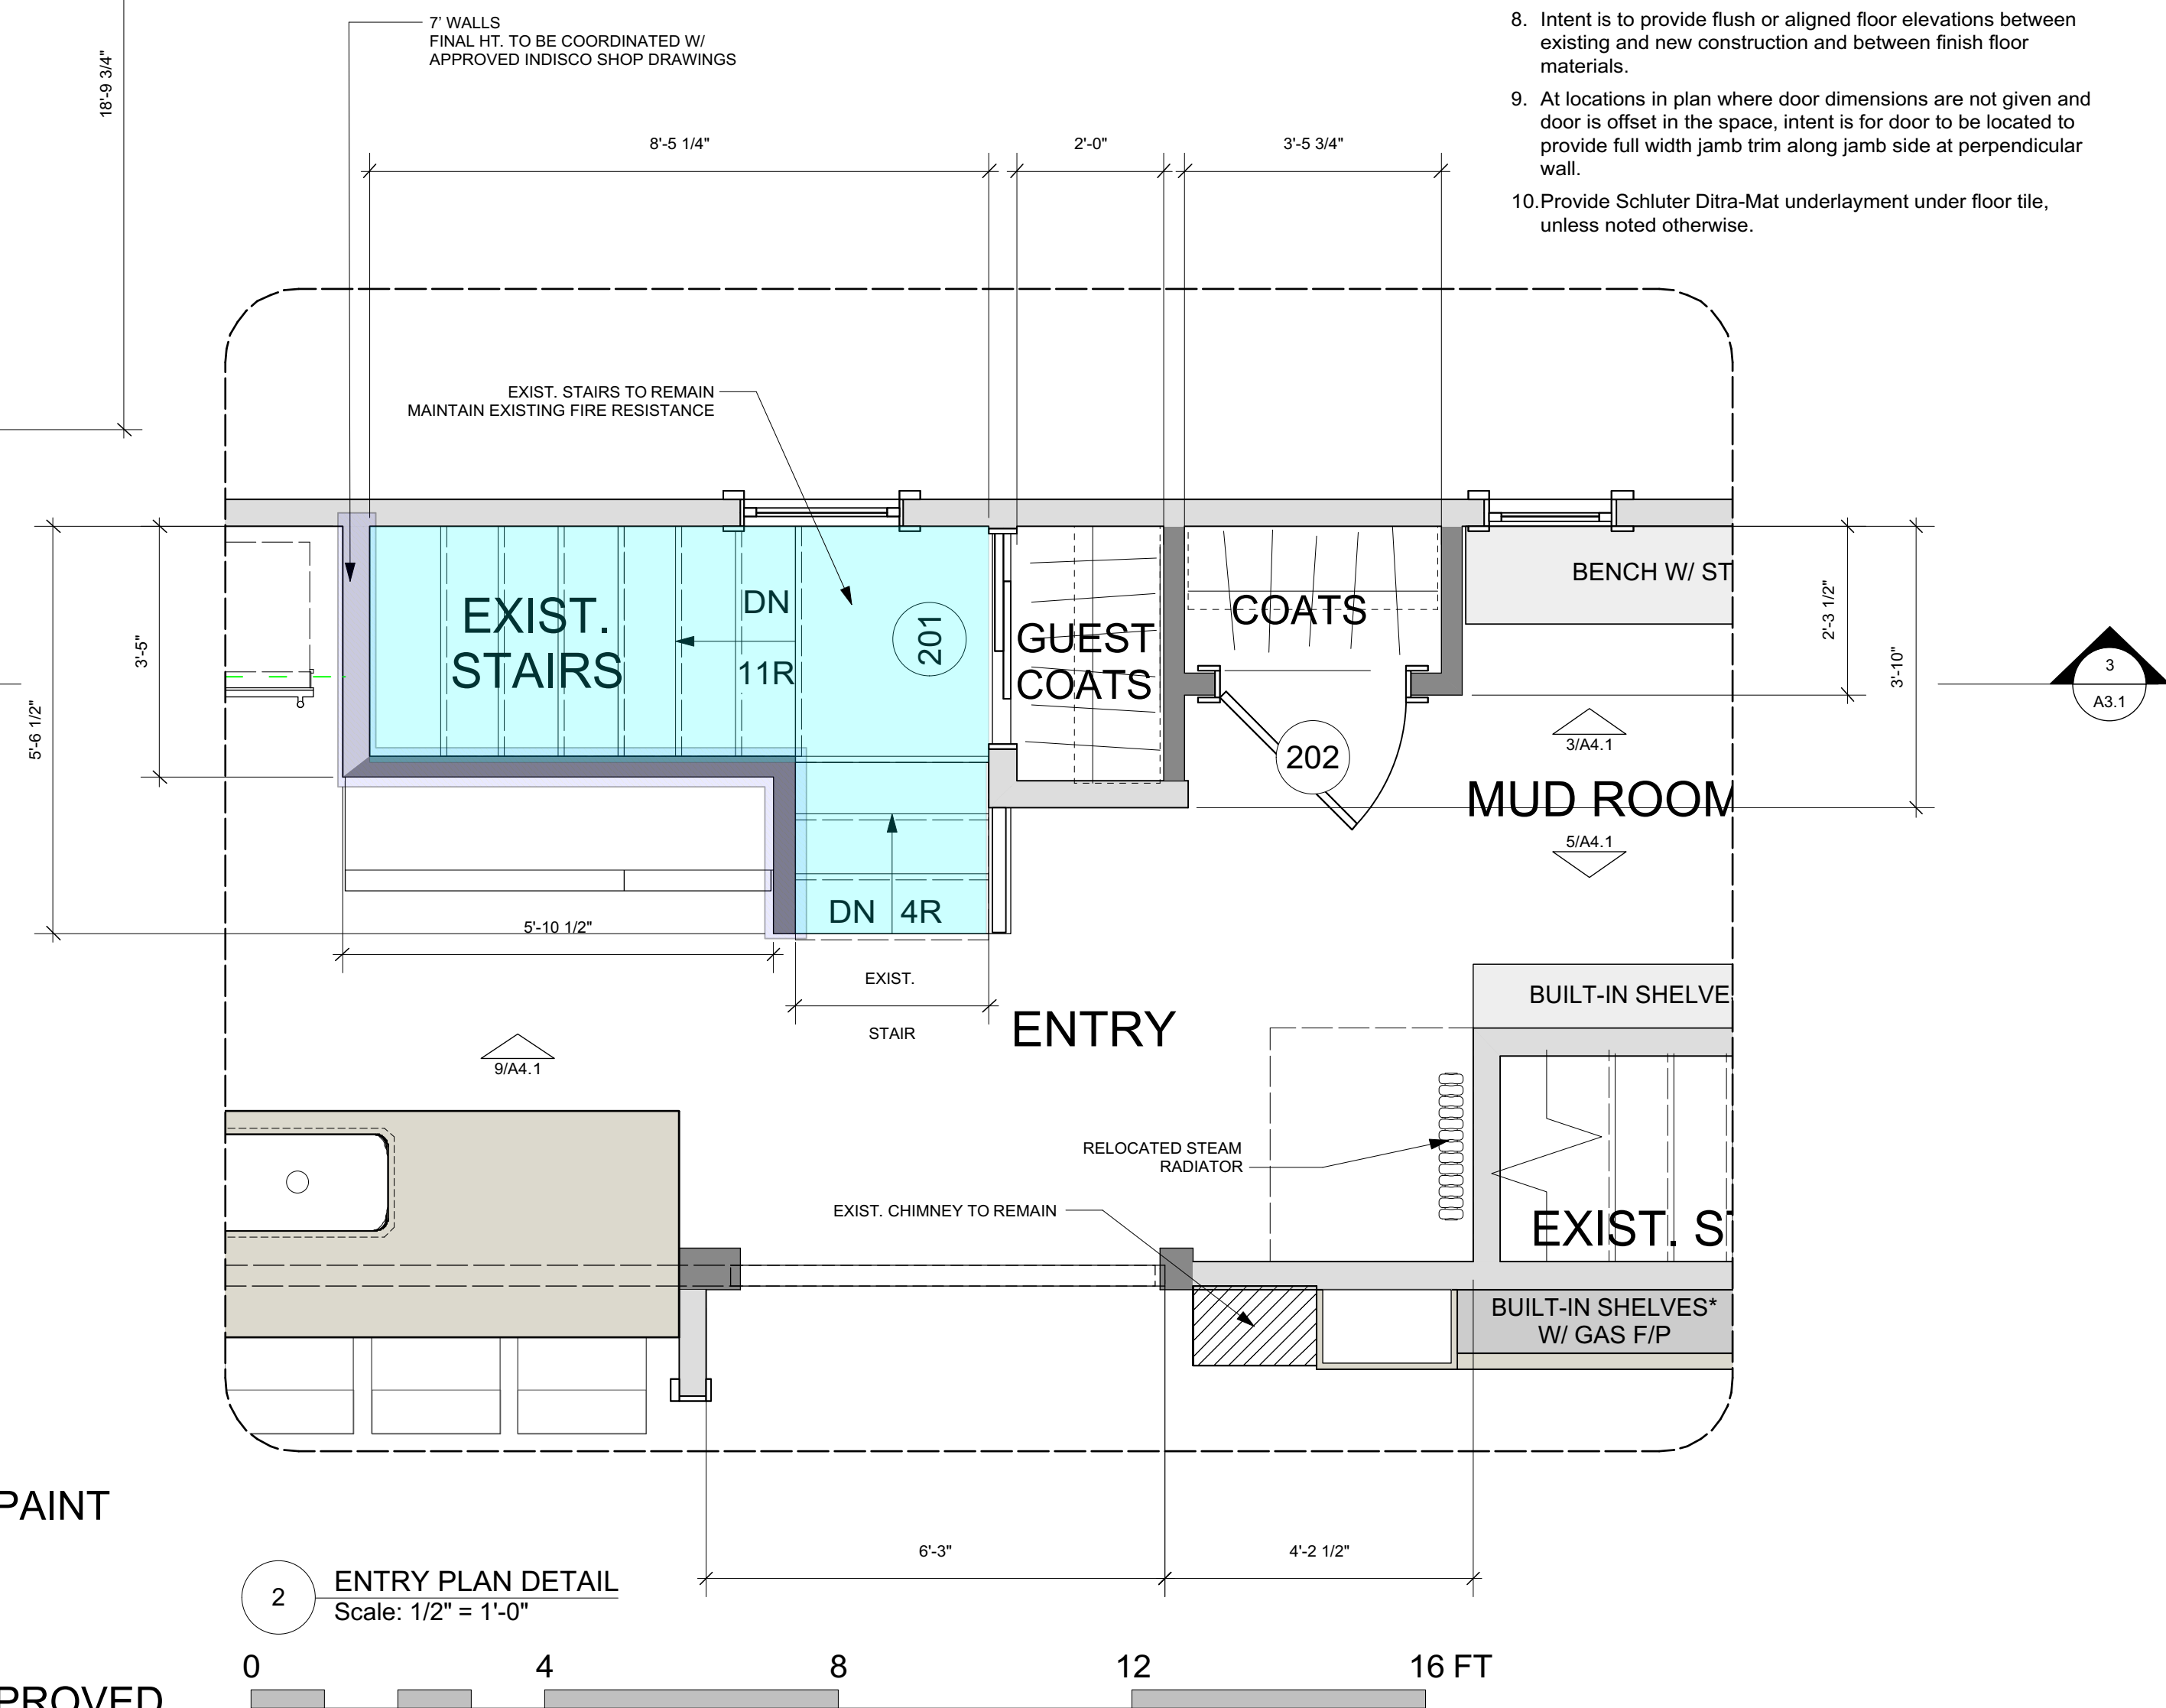 7' WALLS
FINAL HT. TO BE COORDINATED W/
APPROVED INDISCO SHOP DRAWINGS
8. Intent is to provide flush or aligned floor elevations between
existing and new construction and between finish floor
materials.
9. At locations in plan where door dimensions are not given and
door is offset in the space, intent is for door to be located to
provide full width jamb trim along jamb side at perpendicular
wall.
10.Provide Schluter Ditra-Mat underlayment under floor tile,
unless noted otherwise.
18'-9 3/4"
8'-5 1/4"
2'-0"
3'-5 3/4"
EXIST. STAIRS TO REMAIN
MAINTAIN EXISTING FIRE RESISTANCE
EXIST.
STAIRS
DN
11R
201
GUEST
COATS
COATS
BENCH W/ ST
202
3'-5"
5'-6 1/2"
2'-3 1/2"
3'-10"
3
A3.1
3/A4.1
MUD ROOM
5/A4.1
DN 4R
5'-10 1/2"
EXIST.
STAIR
ENTRY
BUILT-IN SHELVE
9/A4.1
RELOCATED STEAM
RADIATOR
EXIST. CHIMNEY TO REMAIN
EXIST. S
BUILT-IN SHELVES*
W/ GAS F/P
PAINT
6'-3"
4'-2 1/2"
2
ENTRY PLAN DETAIL
Scale: 1/2" = 1'-0"
0 4 8 12 16 FT
PROVED